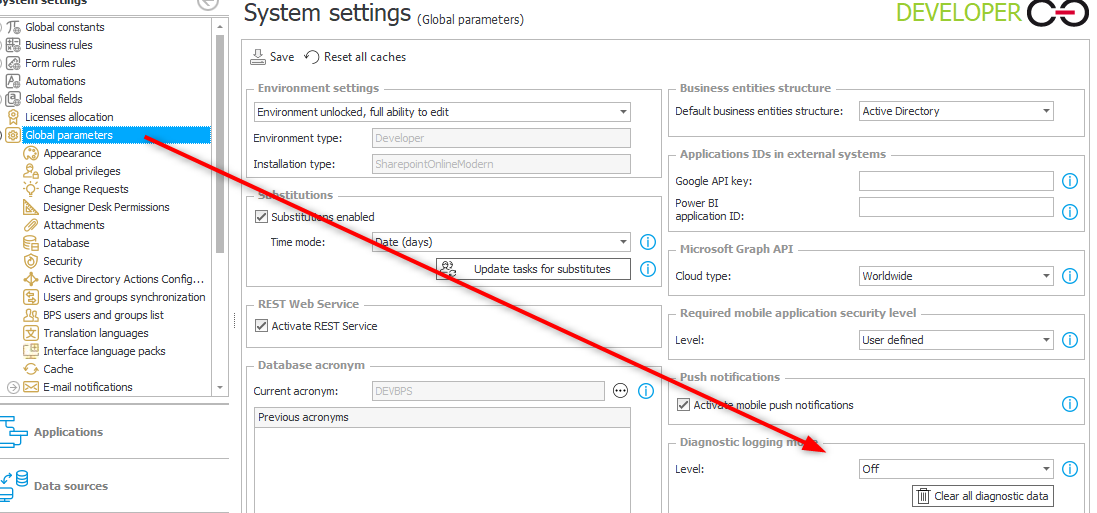 System settings
Global constants
Business rules
Form rules
Automations
Global fields
Licenses allocation
Global parameters
Appearance
Global privileges
Change Requests
Designer Desk Permissions
Attachments
Database
Security
Active Directory Actions Config...
Users and groups synchronization
BPS users and groups list
Translation languages
Interface language packs
Cache
E-mail notifications
Applications
Data sources
System settings (Global parameters)
DEVELOPER
Save
Reset all caches
Environment settings
Environment unlocked, full ability to edit
Environment type: Developer
Installation type: SharepointOnlineModern
Substitutions
Substitutions enabled
Time mode: Date (days)
Update tasks for substitutes
REST Web Service
Activate REST Service
Database acronym
Current acronym: DEVBPS
Previous acronyms
Business entities structure
Default business entities structure: Active Directory
Applications IDs in external systems
Google API key:
Power BI
application ID:
Microsoft Graph API
Cloud type: Worldwide
Required mobile application security level
Level: User defined
Push notifications
Activate mobile push notifications
Diagnostic logging mode
Level: Off
Clear all diagnostic data